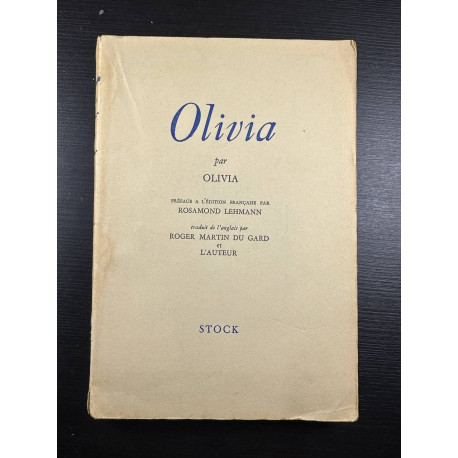 Olivia
par
OLIVIA
PRÉFACE A L'ÉDITION FRANÇAISE PAR
ROSAMOND LEHMANN
traduit de l'anglais par
ROGER MARTIN DU GARD
et
L'AUTEUR
STOCK